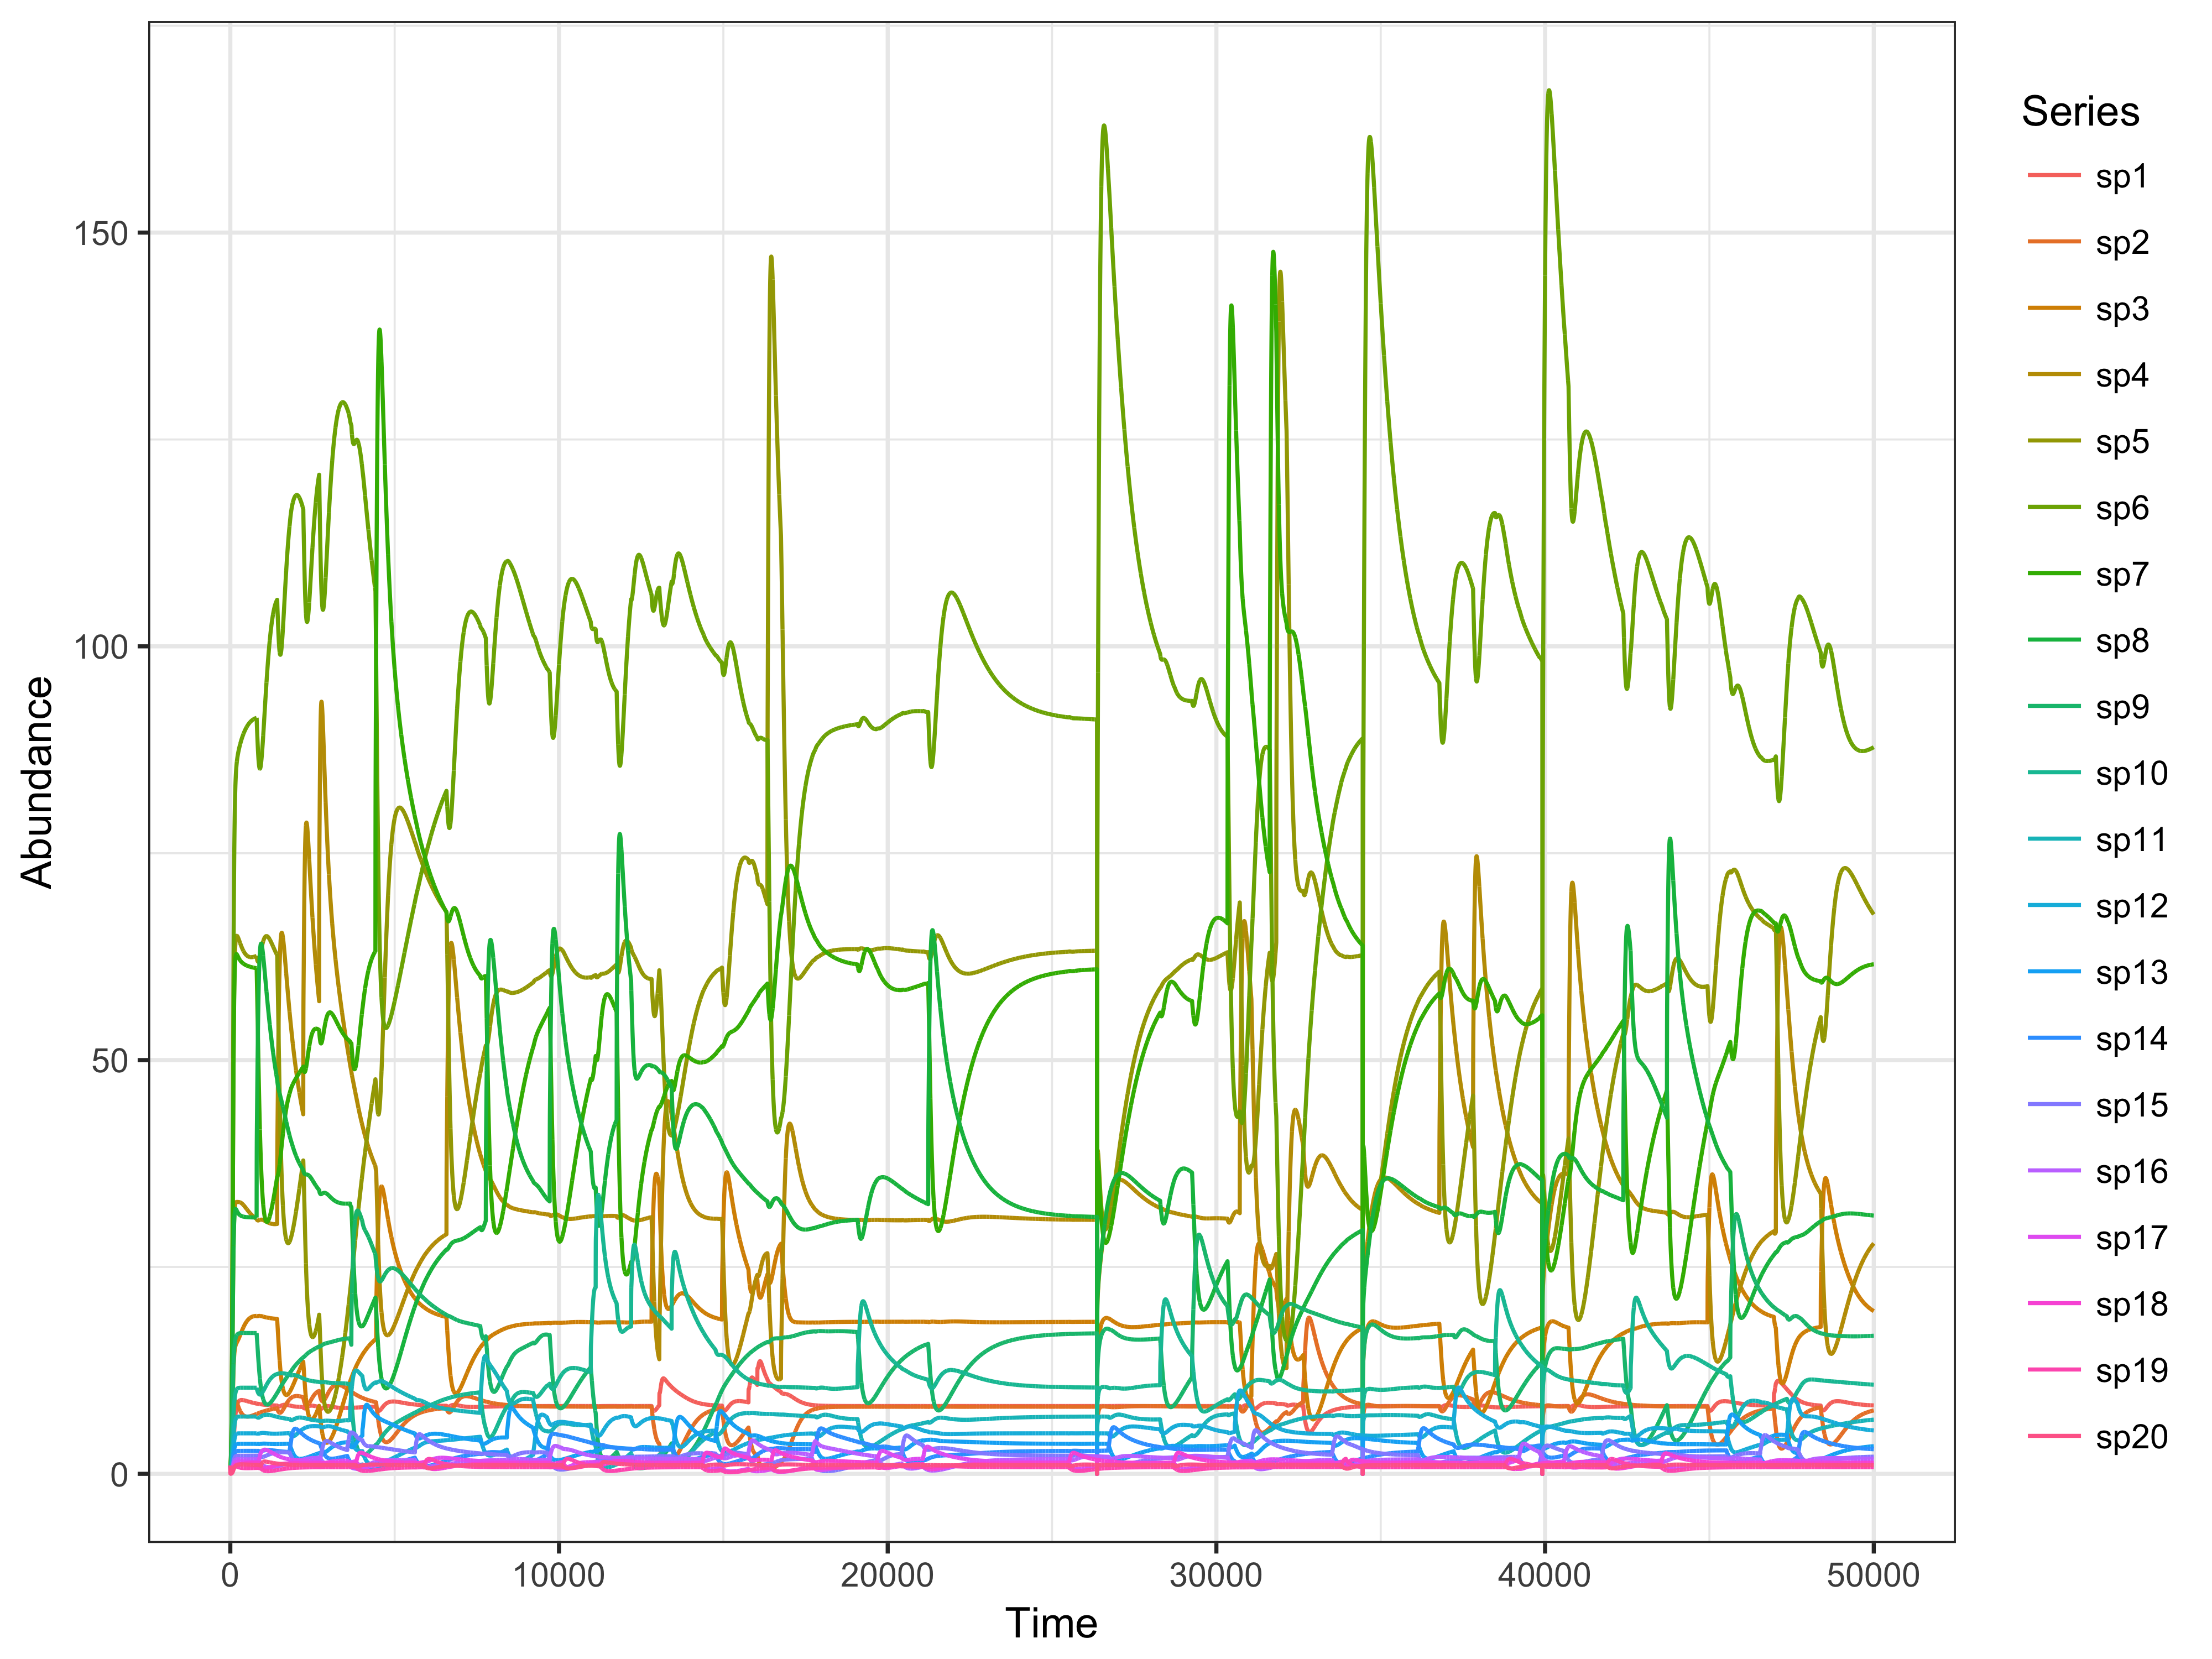 Abundance
150
100
50
0
0 10000 20000 30000 40000 50000
Time
Series
sp1
sp2
sp3
sp4
sp5
sp6
sp7
sp8
sp9
sp10
sp11
sp12
sp13
sp14
sp15
sp16
sp17
sp18
sp19
sp20